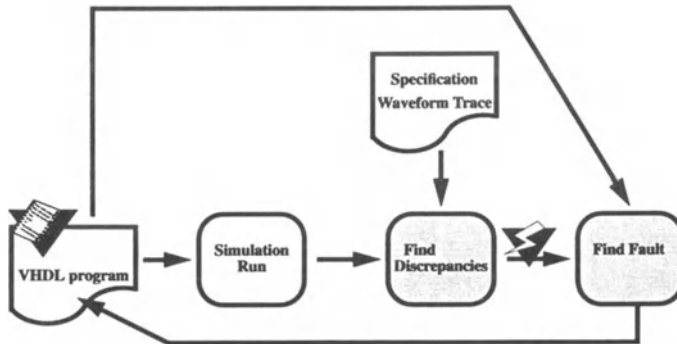 Specification
Waveform Trace
VHDL program
Simulation
Run
Find
Discrepancies
Find Fault